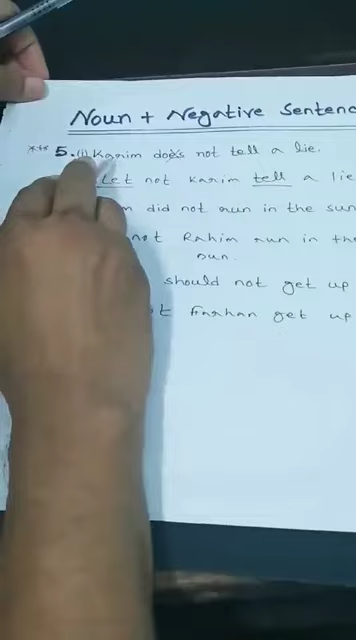 Noun + Negative Sentenc
*** 5. (i) Karim does not tell a lie.
Let not Karim tell a lie
m did not run in the sun
not Rahim run in the
sun.
should not get up
Farhan get up